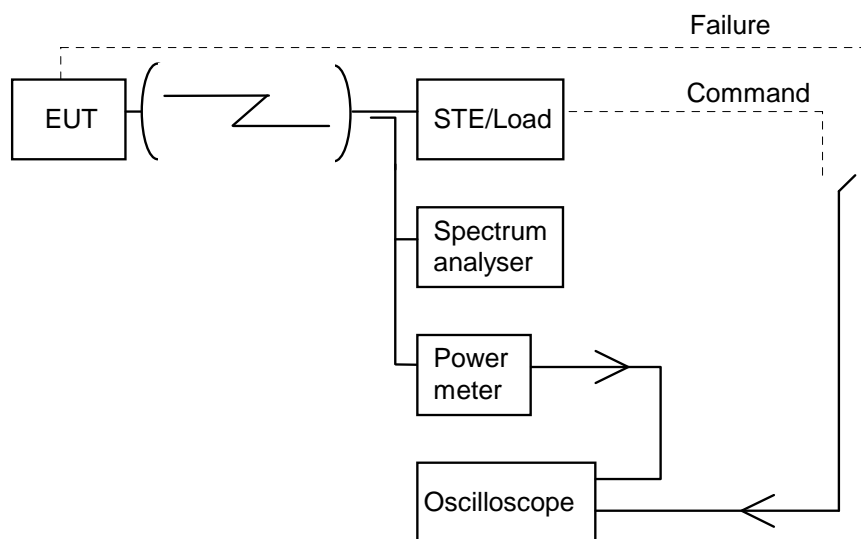 Failure
Command
EUT
STE/Load
Spectrum
analyser
Power
meter
Oscilloscope